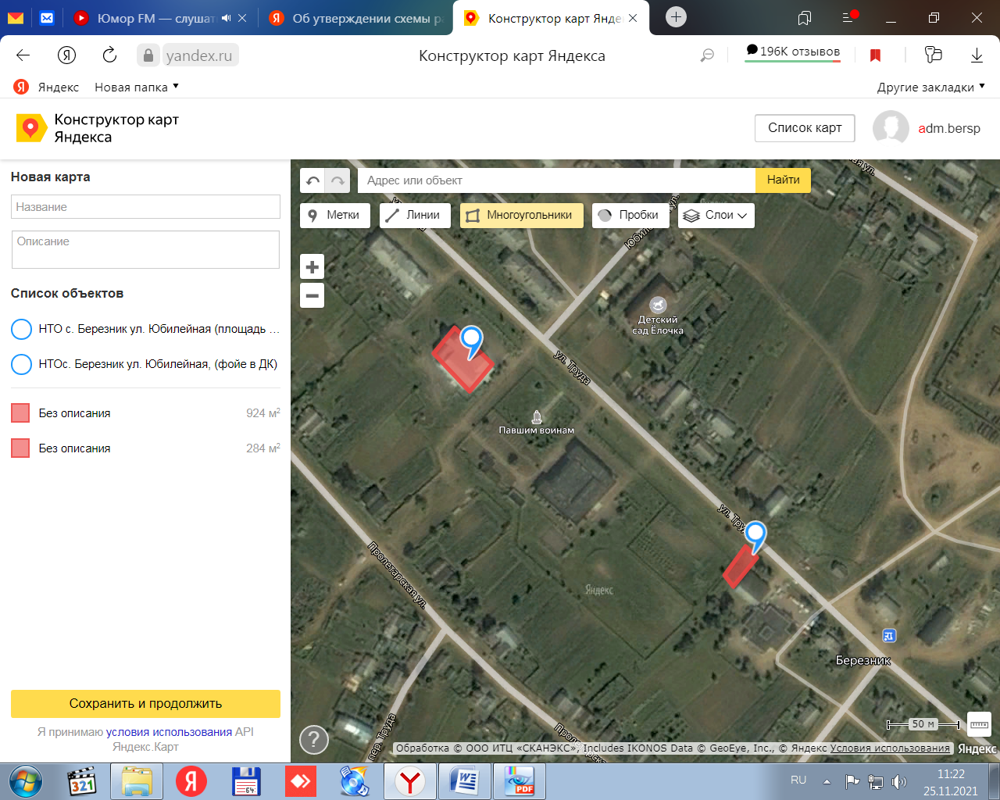 Юмор FM — слушат
Об утверждении схемы ра
Конструктор карт Янде
yandex.ru
Конструктор карт Яндекса
196K отзывов
Яндекс
Новая папка
Другие закладки
Конструктор карт
Яндекса
Список карт
adm.bersp
Новая карта
Название
Описание
Список объектов
НТО с. Березник ул. Юбилейная (площадь ...
НТОс. Березник ул. Юбилейная, (фойе в ДК)
Без описания
924 м²
Без описания
284 м²
Сохранить и продолжить
Я принимаю условия использования API
Яндекс.Карт
Адрес или объект
Найти
Метки
Линии
Многоугольники
Пробки
Слои
Детский
сад Ёлочка
ул. Труда
Павшим воинам
Пролетарская ул.
Яндекс
Березник
пер. Труда
50 м
Обработка © ООО ИТЦ «СКАНЭКС», Includes IKONOS Data © GeoEye, Inc., © Яндекс Условия использования
Яндекс
321
64
PDF
RU
11:22
25.11.2021